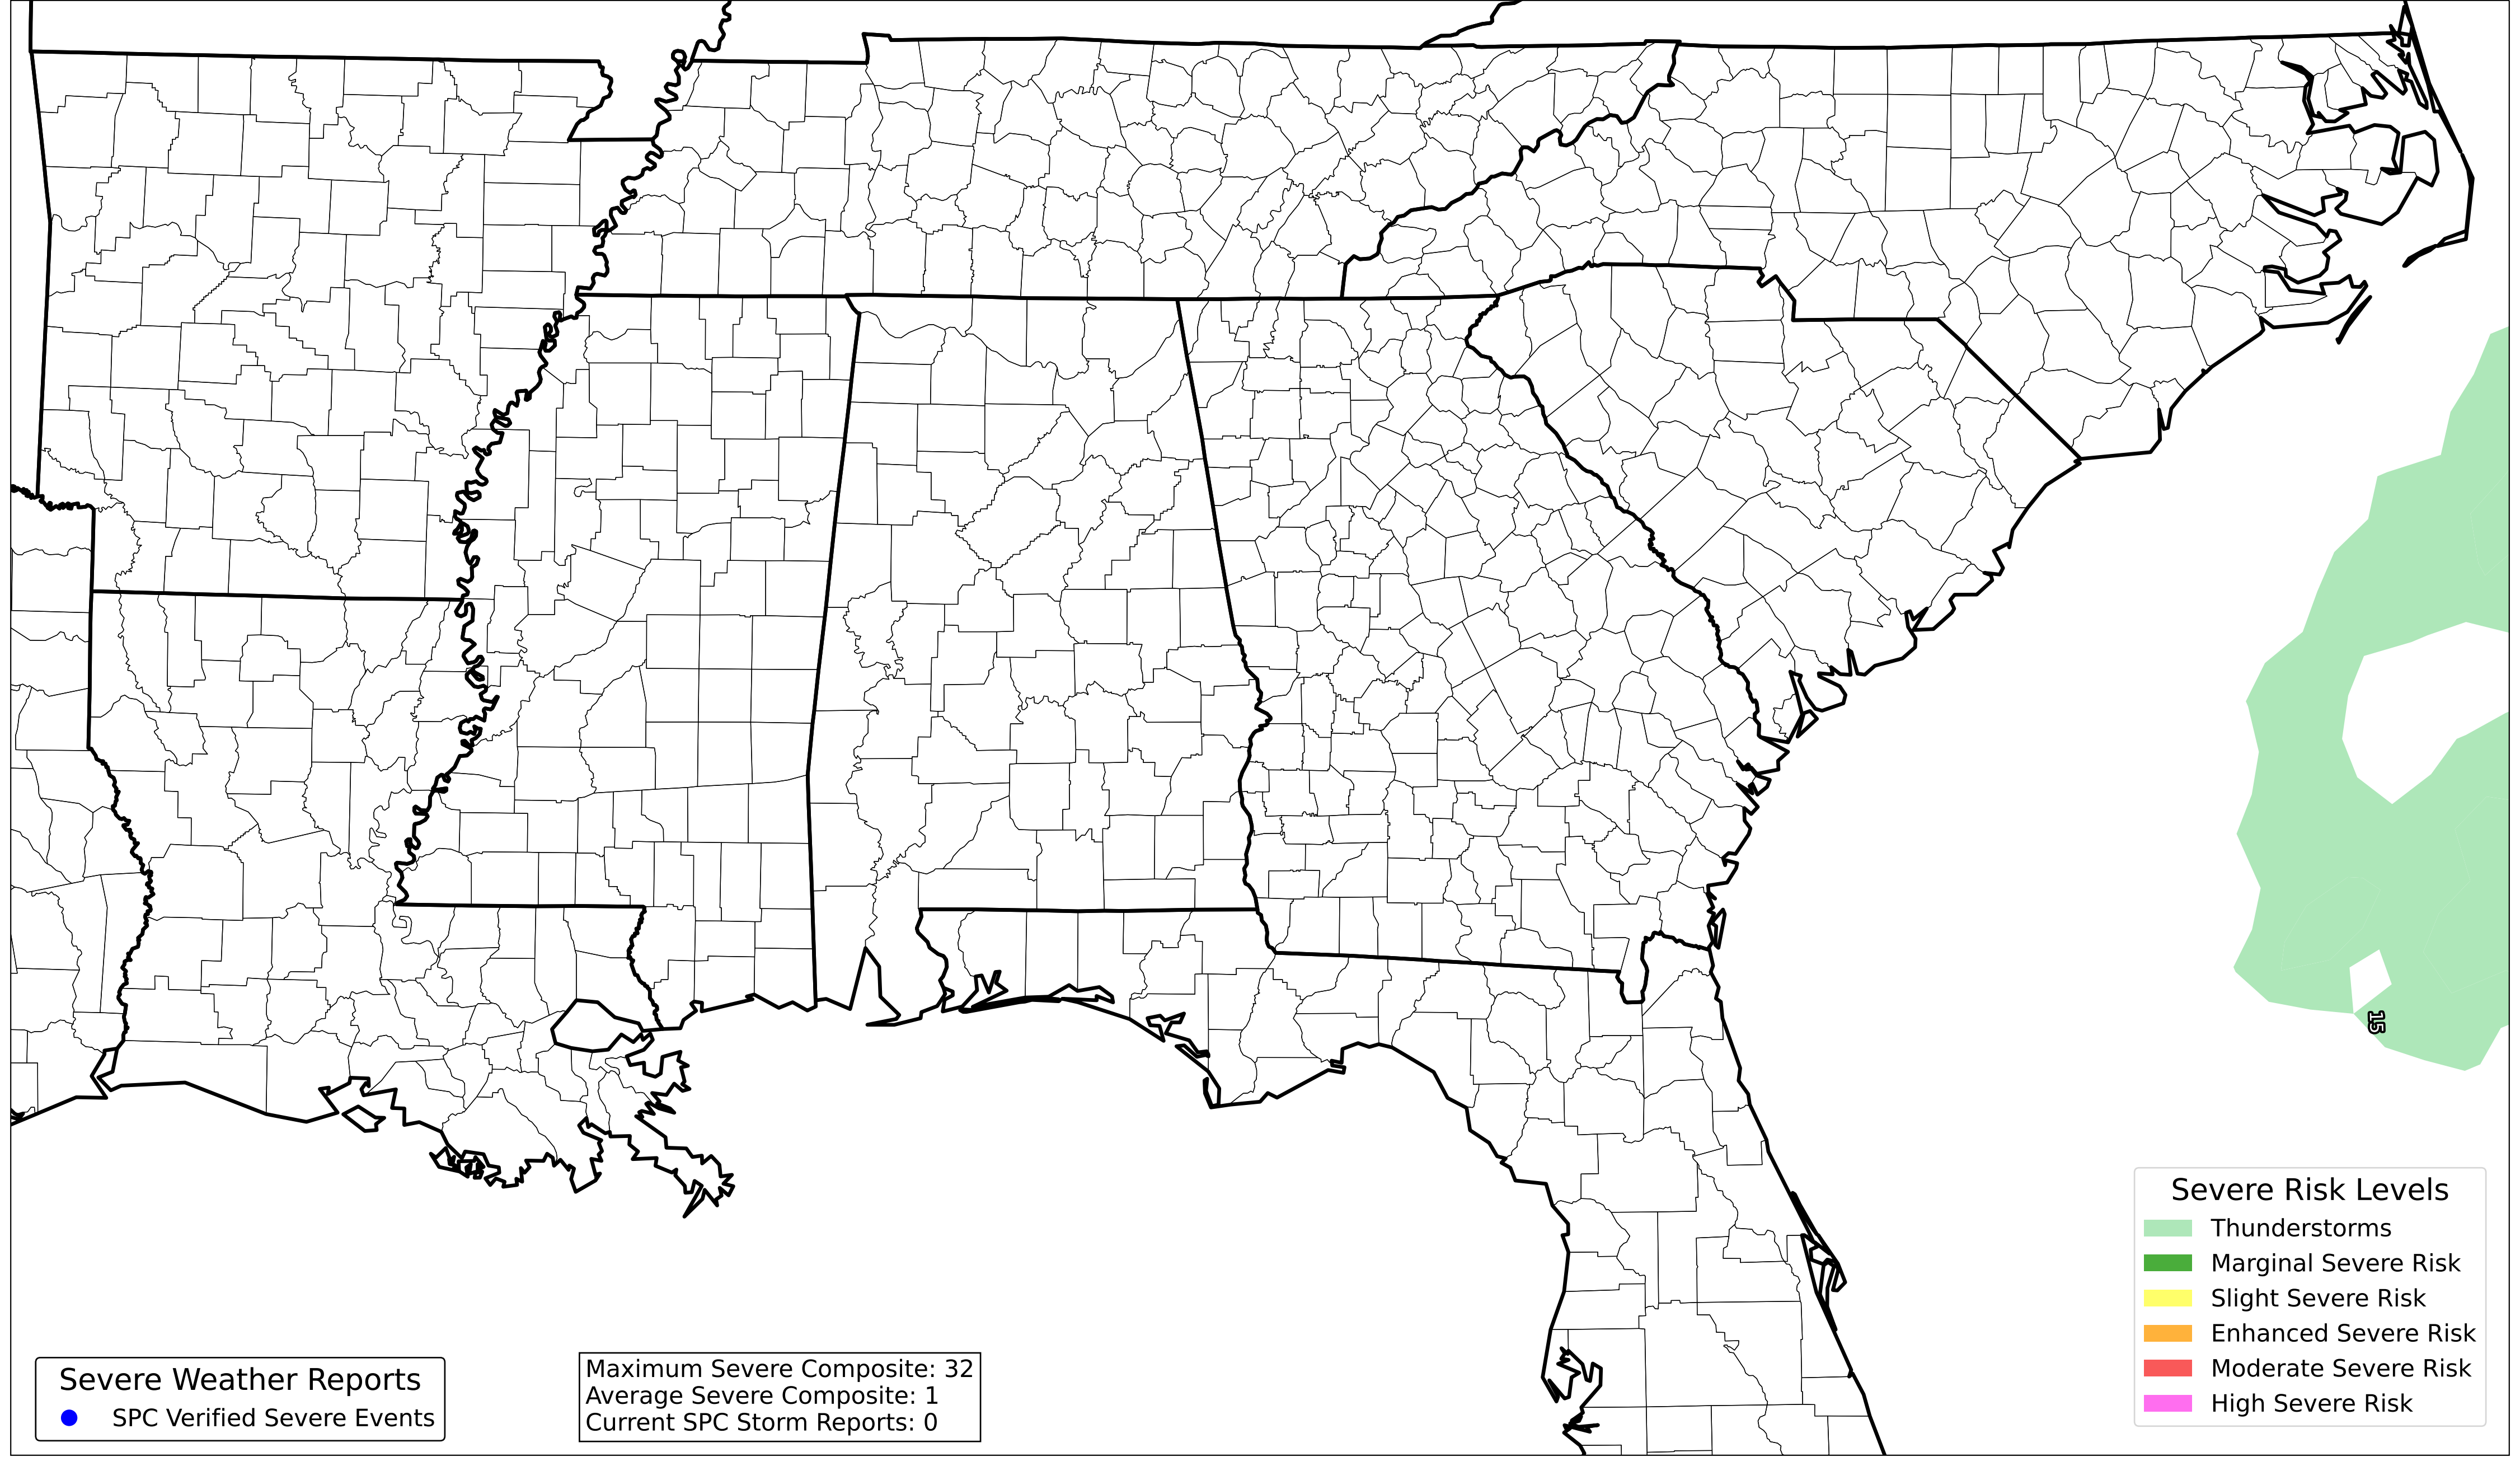 15
Severe Risk Levels
Thunderstorms
Marginal Severe Risk
Slight Severe Risk
Enhanced Severe Risk
Moderate Severe Risk
High Severe Risk
Severe Weather Reports
SPC Verified Severe Events
Maximum Severe Composite: 32
Average Severe Composite: 1
Current SPC Storm Reports: 0